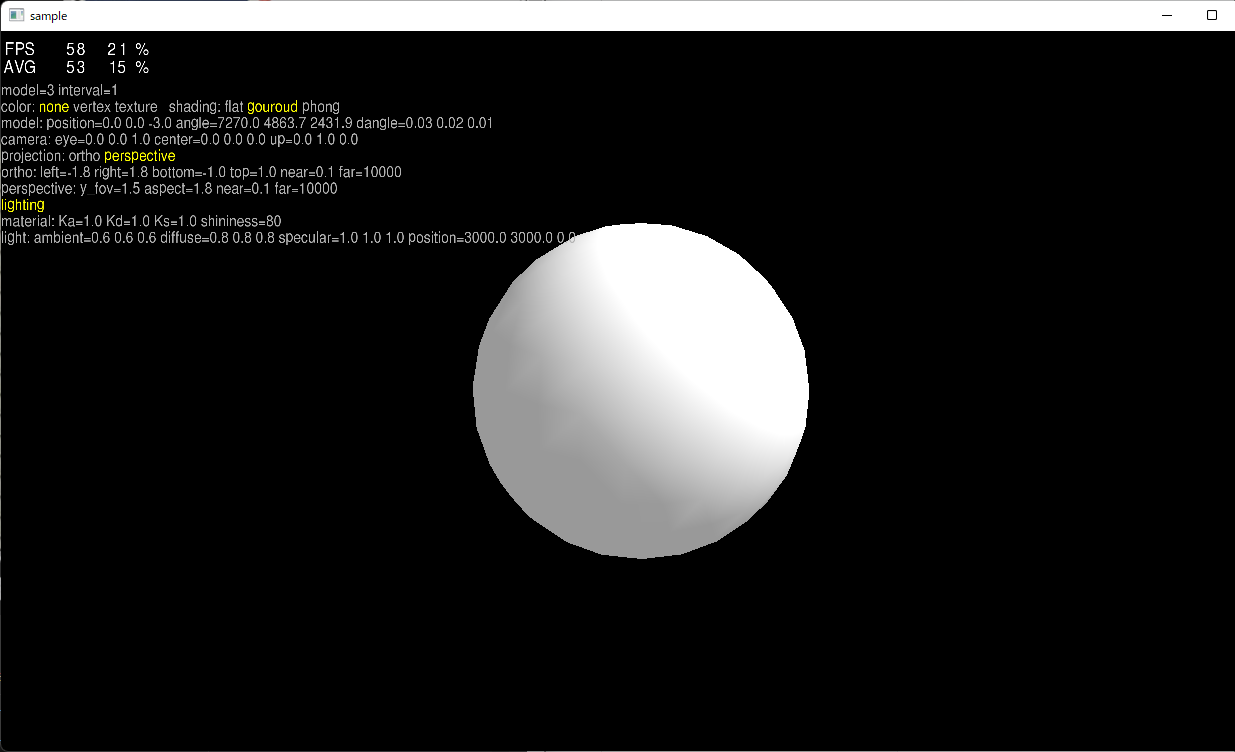 sample
FPS 58 21 %
AVG 53 15 %
model=3 interval=1
color: none vertex texture shading: flat gouroud phong
model: position=0.0 0.0 -3.0 angle=7270.0 4863.7 2431.9 dangle=0.03 0.02 0.01
camera: eye=0.0 0.0 1.0 center=0.0 0.0 0.0 up=0.0 1.0 0.0
projection: ortho perspective
ortho: left=-1.8 right=1.8 bottom=-1.0 top=1.0 near=0.1 far=10000
perspective: y_fov=1.5 aspect=1.8 near=0.1 far=10000
lighting
material: Ka=1.0 Kd=1.0 Ks=1.0 shininess=80
light: ambient=0.6 0.6 0.6 diffuse=0.8 0.8 0.8 specular=1.0 1.0 1.0 position=3000.0 3000.0 0.0